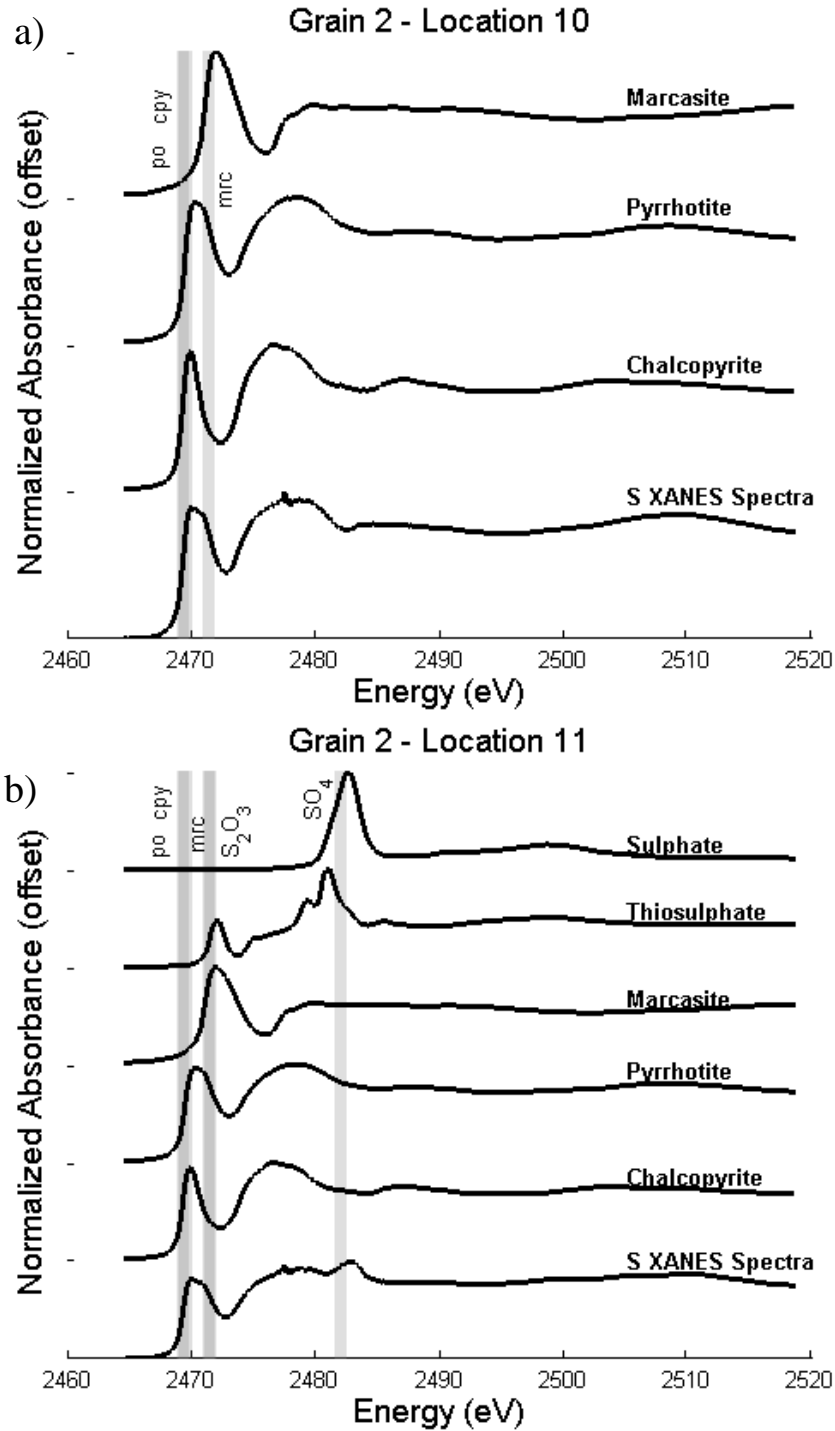 a)
Grain 2 - Location 10
Normalized Absorbance (offset)
po cpy
mrc
Marcasite
Pyrrhotite
Chalcopyrite
S XANES Spectra
2460 2470 2480 2490 2500 2510 2520
Energy (eV)
b)
Grain 2 - Location 11
Normalized Absorbance (offset)
po cpy
mrc
S2O3
SO4
Sulphate
Thiosulphate
Marcasite
Pyrrhotite
Chalcopyrite
S XANES Spectra
2460 2470 2480 2490 2500 2510 2520
Energy (eV)